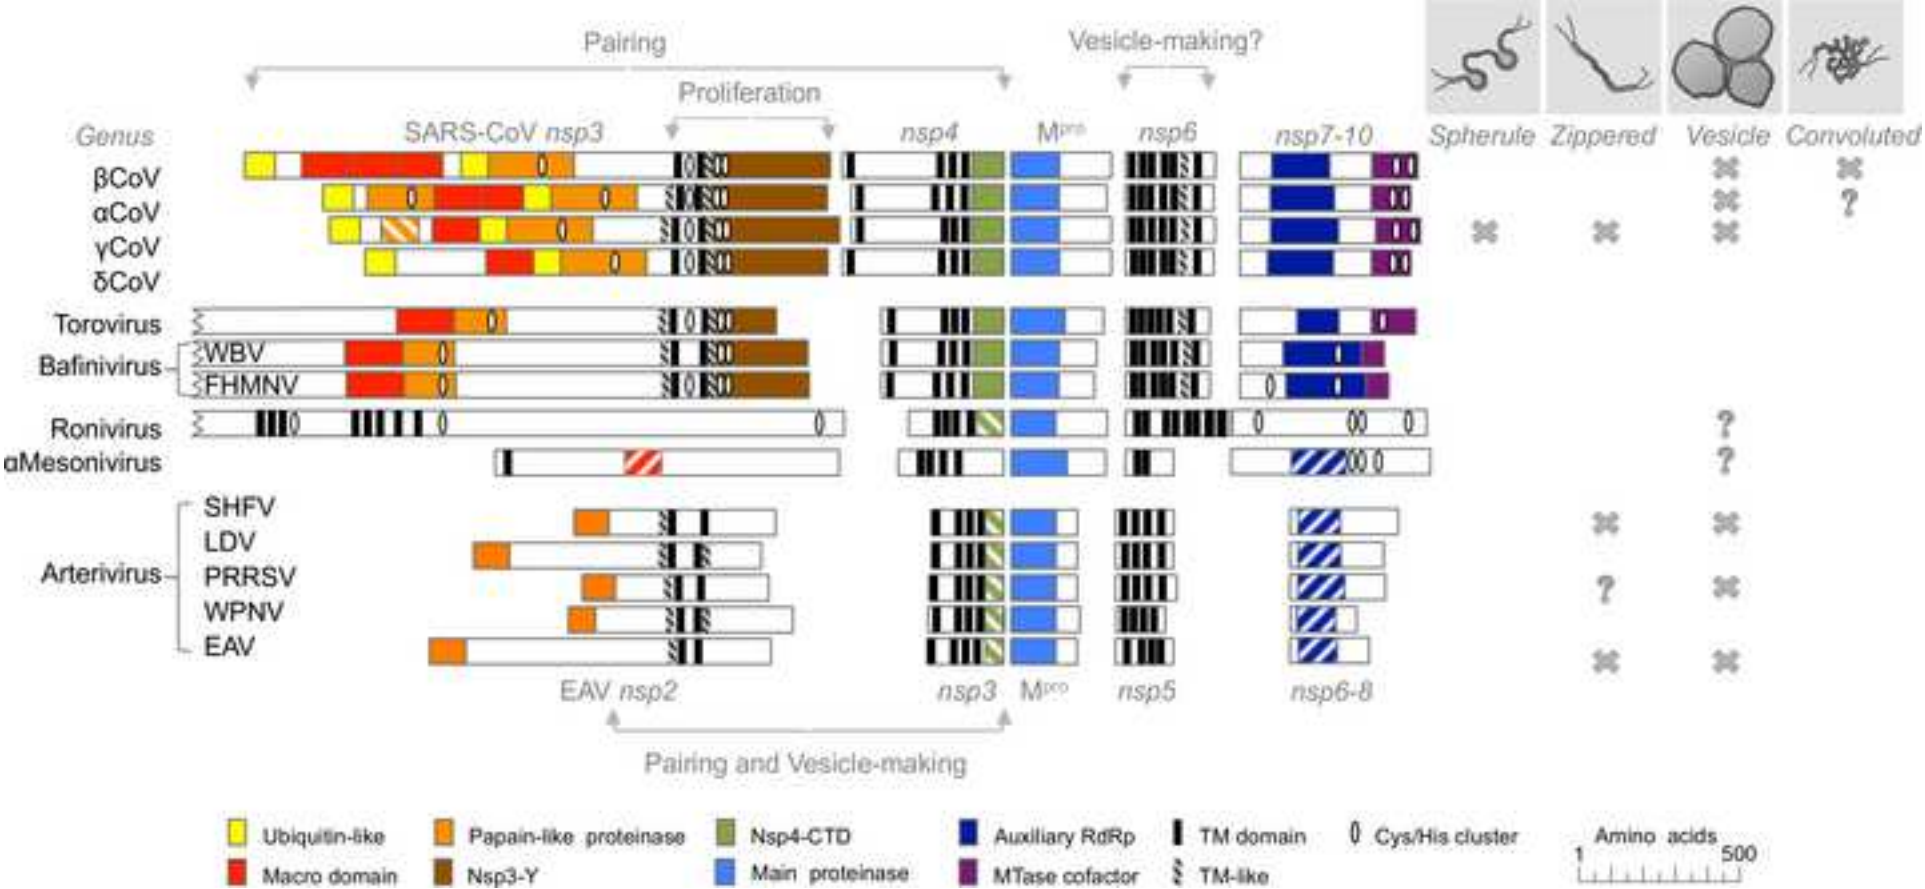 Pairing
Vesicle-making?
Proliferation
Genus SARS-CoV nsp3 nsp4 Mpro nsp6 nsp7-10 Spherule Zippered Vesicle Convoluted
βCoV
αCoV ?
γCoV
δCoV
Torovirus
Bafinivirus WBV
FHMNV
Ronivirus ?
αMesonivirus ?
SHFV
LDV
Arterivirus PRRSV ?
WPNV
EAV
EAV nsp2 nsp3 Mpro nsp5 nsp6-8
Pairing and Vesicle-making
Ubiquitin-like Papain-like proteinase Nsp4-CTD Auxiliary RdRp TM domain Cys/His cluster Amino acids
1 500
Macro domain Nsp3-Y Main proteinase MTase cofactor TM-like